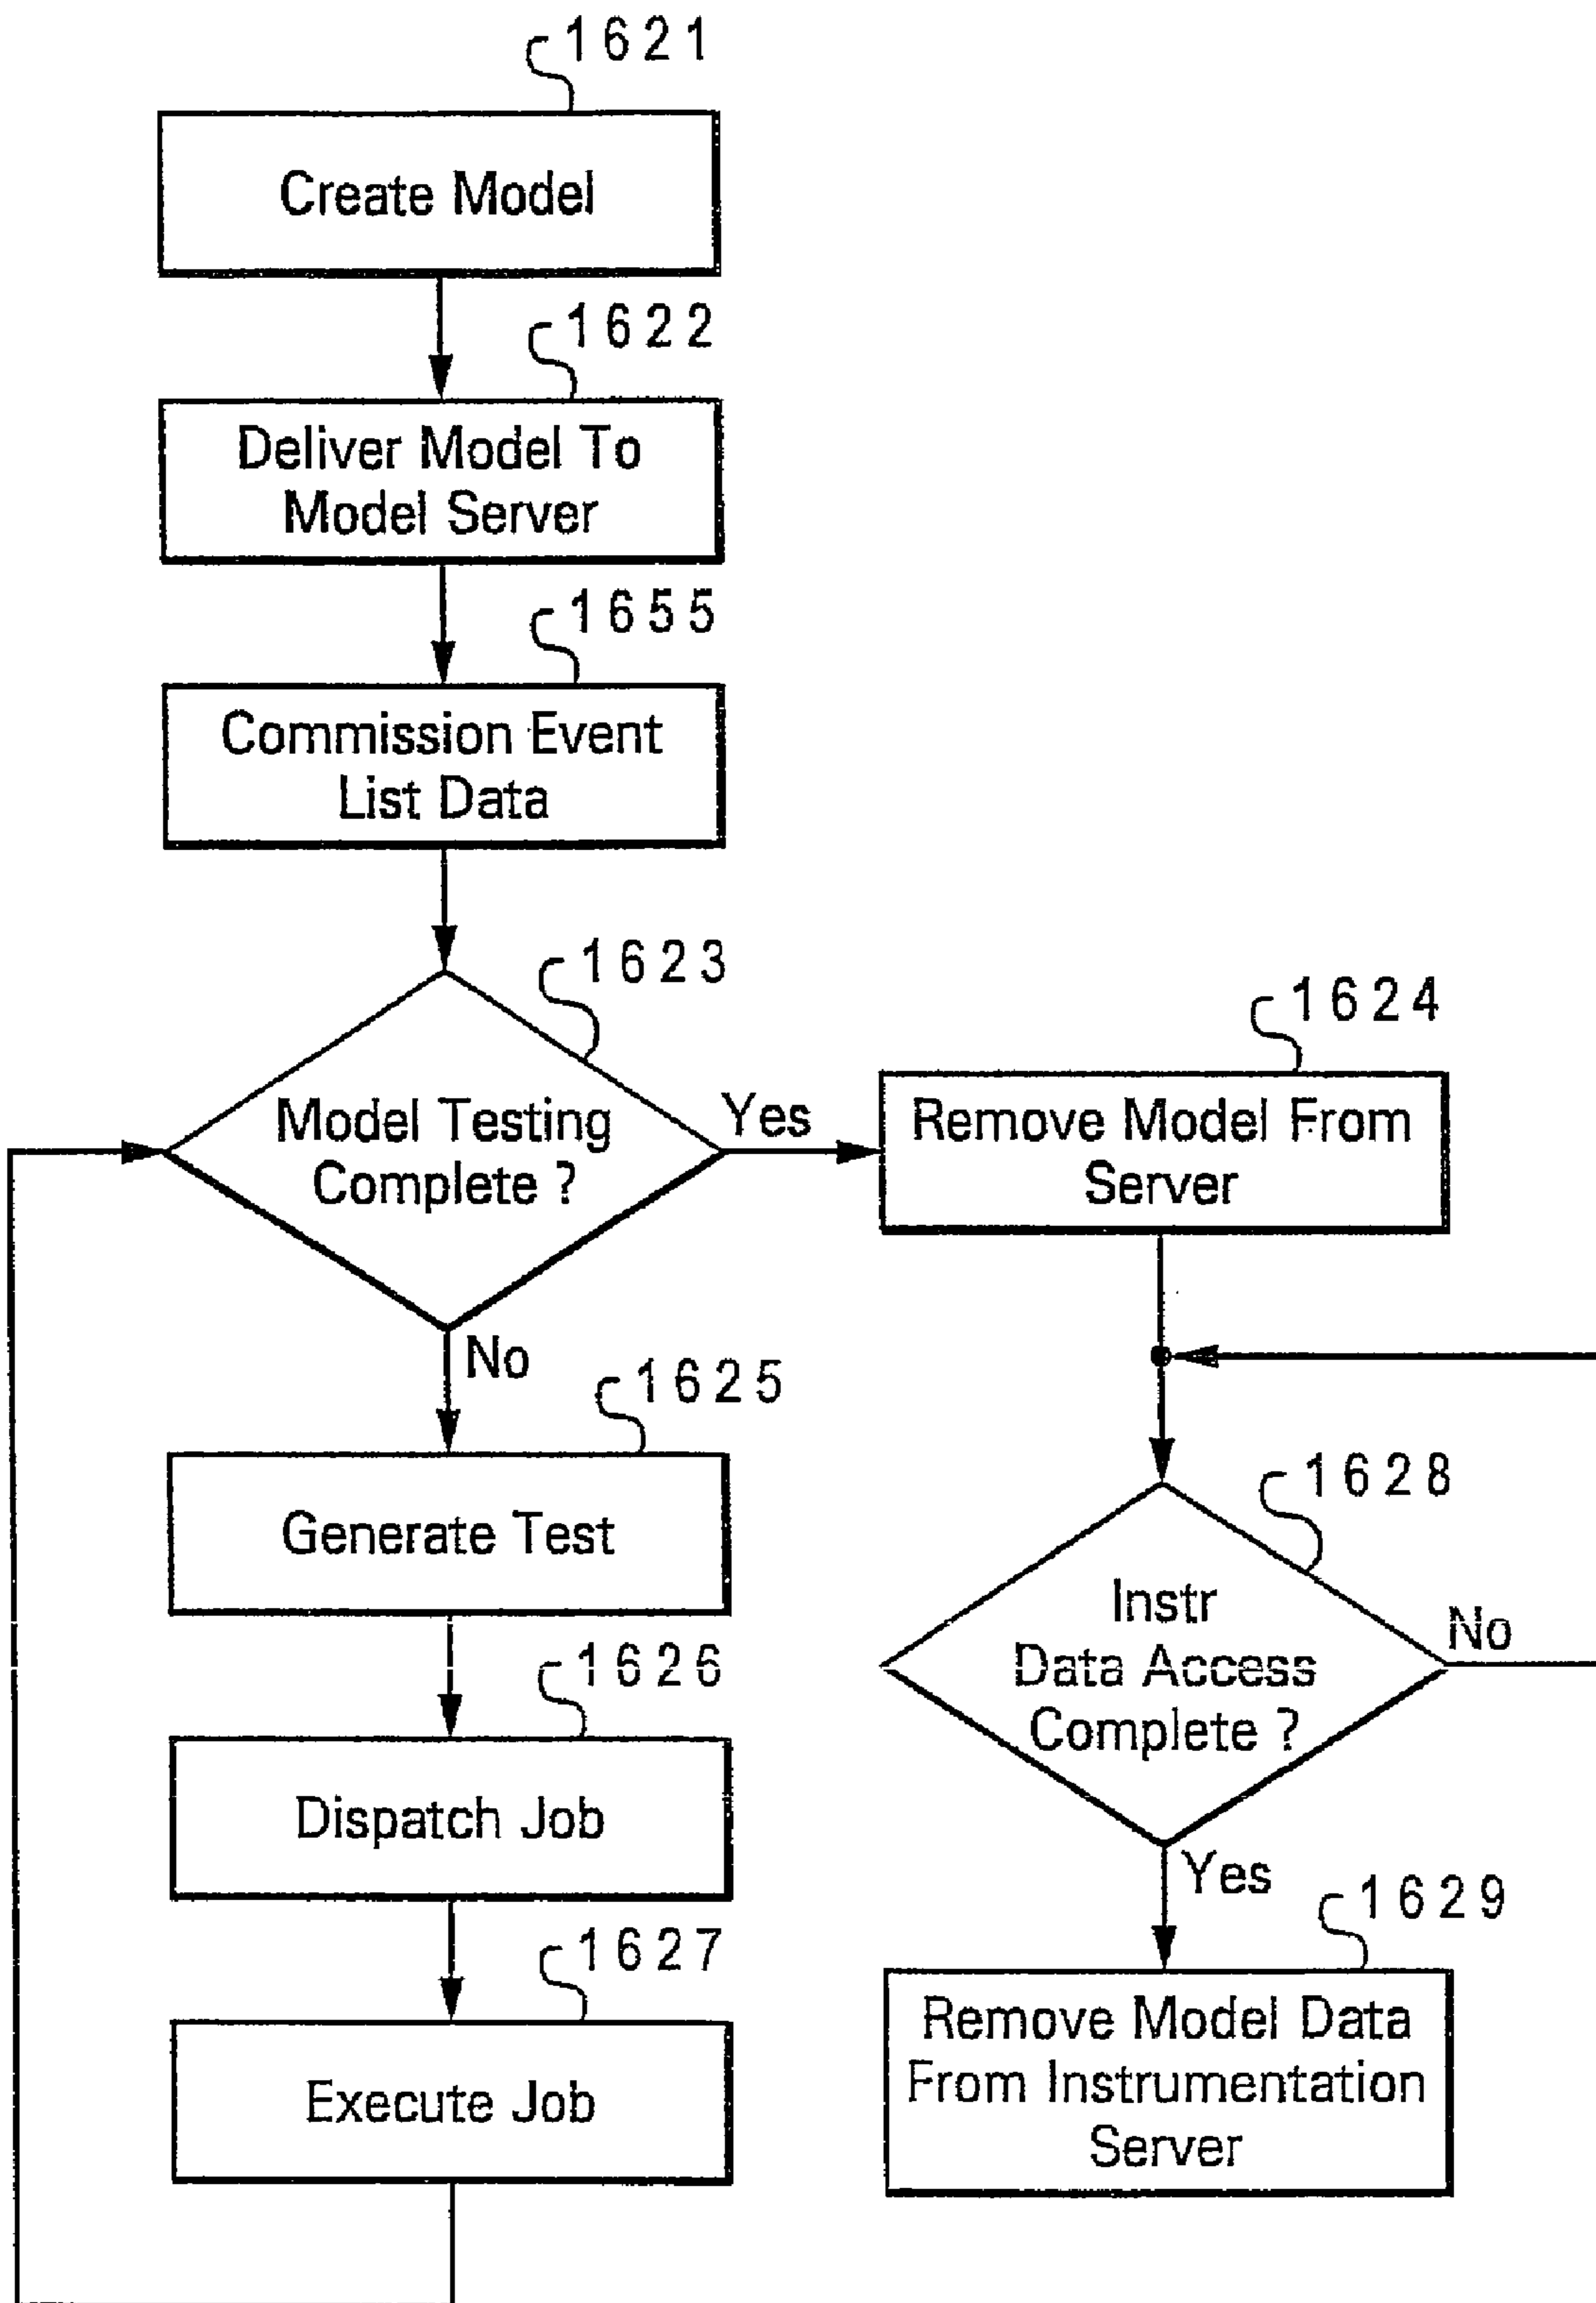 1621
Create Model
1622
Deliver Model To
Model Server
1655
Commission Event
List Data
1623
Model Testing
Complete ?
Yes
No
1624
Remove Model From
Server
1625
Generate Test
1626
Dispatch Job
1627
Execute Job
1628
Instr
Data Access
Complete ?
No
Yes
1629
Remove Model Data
From Instrumentation
Server